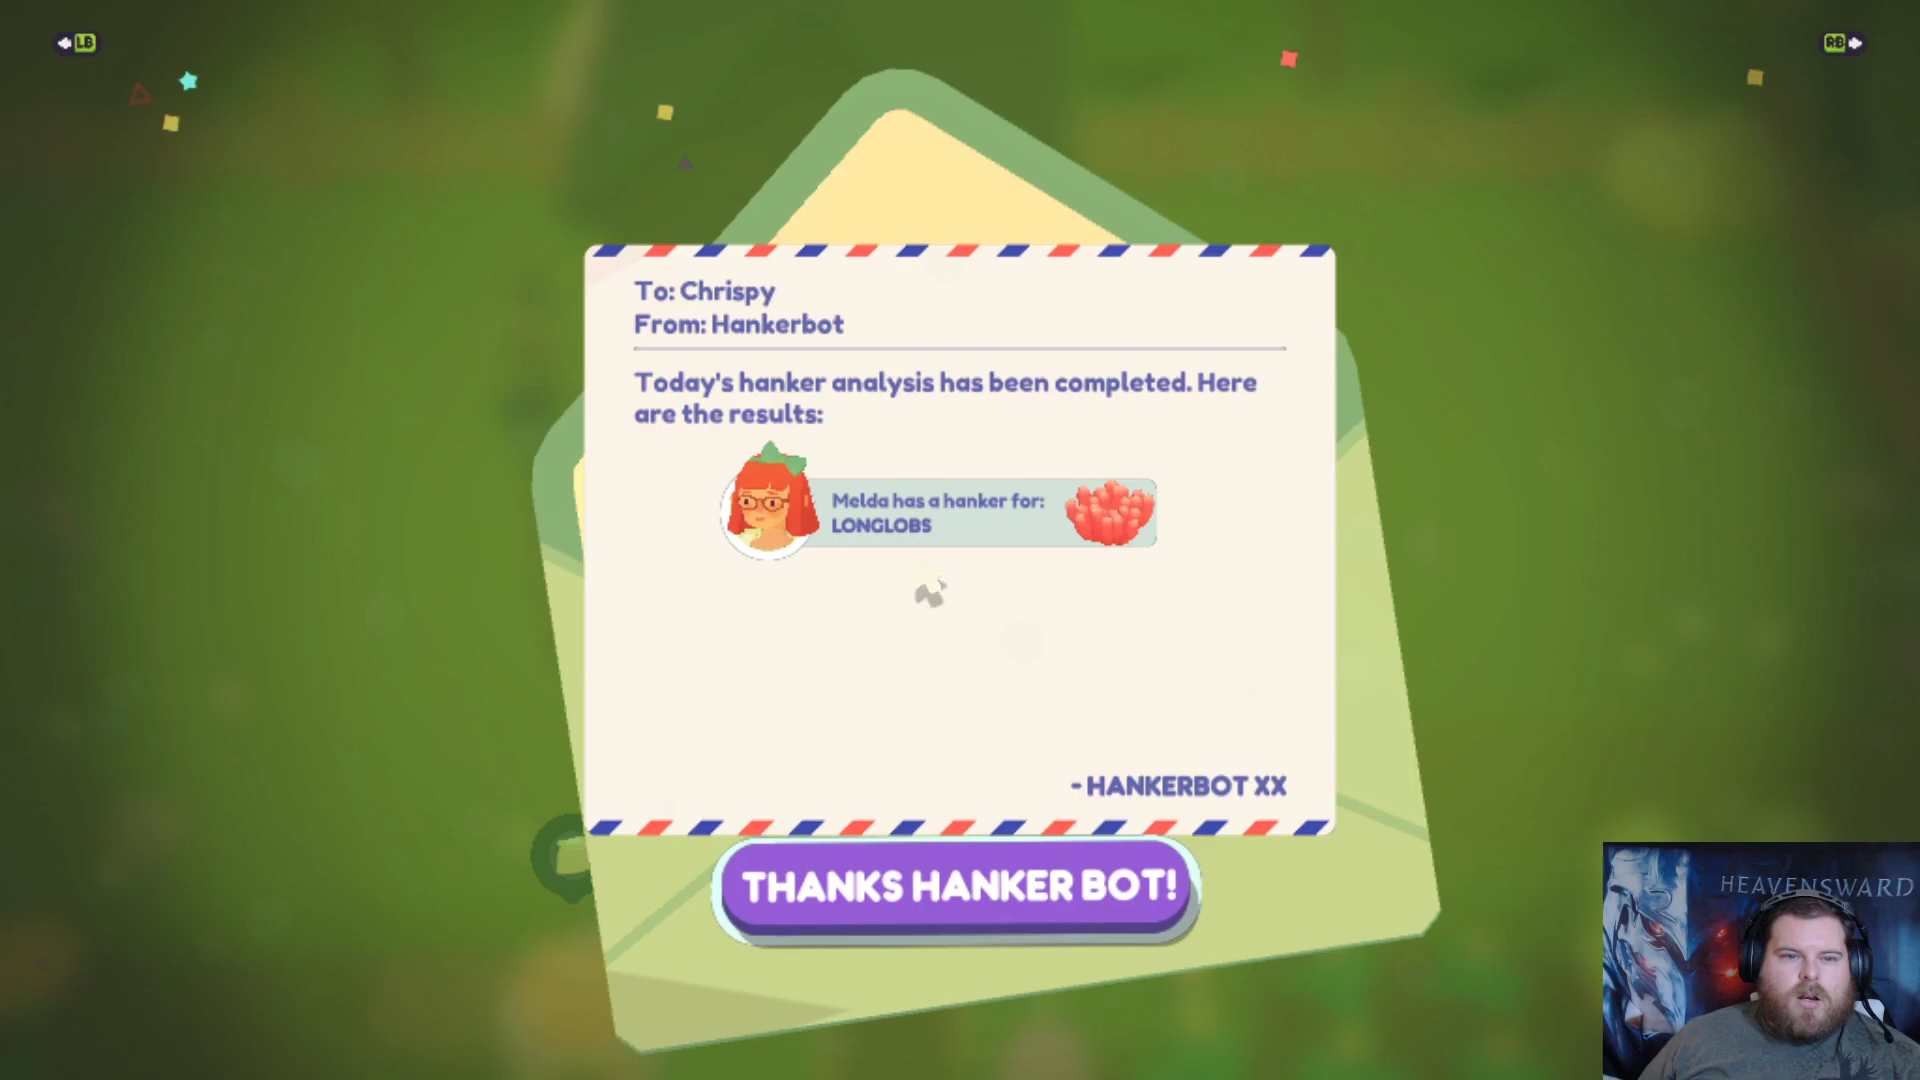 LB
RB
To: Chrispy
From: Hankerbot
Today's hanker analysis has been completed. Here
are the results:
Melda has a hanker for:
LONGLOBS
- HANKERBOT XX
THANKS HANKER BOT!
HEAVENSWARD